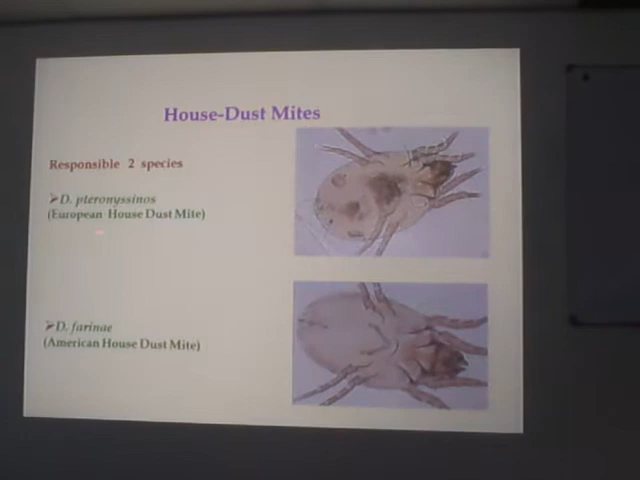 House-Dust Mites
Responsible 2 species
➢D. pteronyssinos
(European House Dust Mite)
➢D. farinae
(American House Dust Mite)